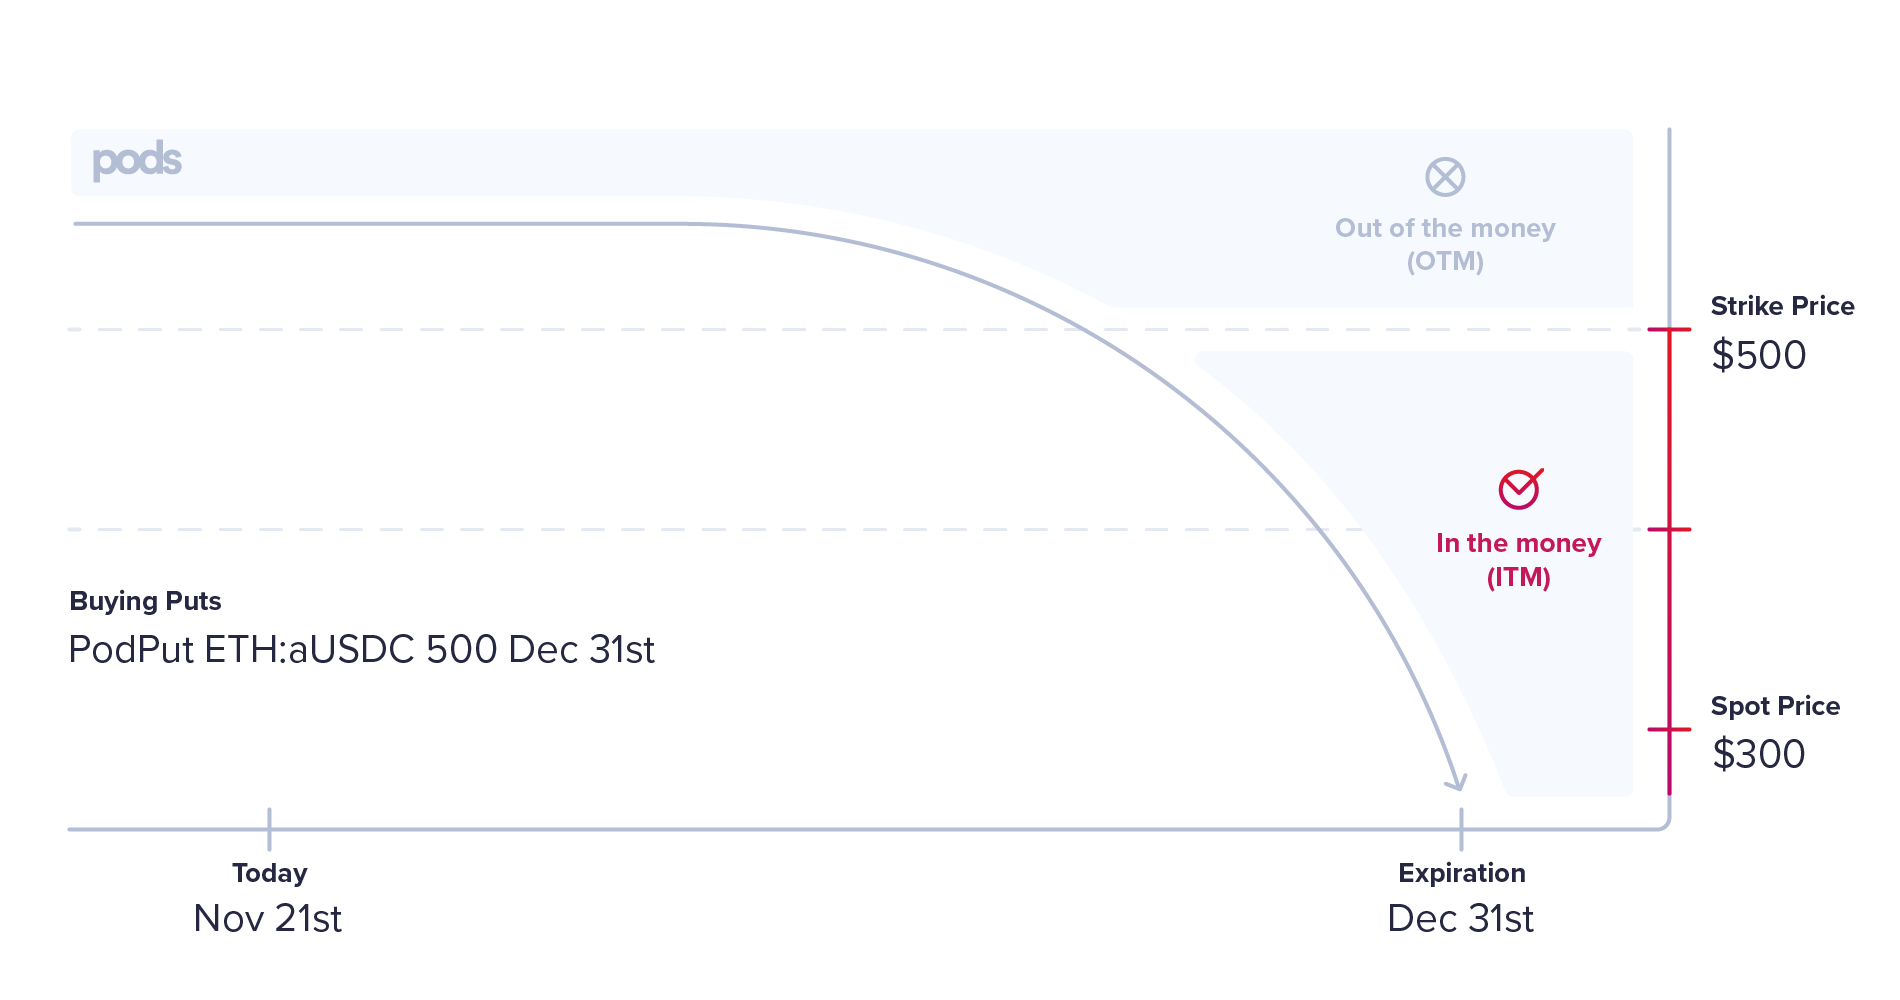 pods
Out of the money
(OTM)
Strike Price
$500
In the money
(ITM)
Buying Puts
PodPut ETH:aUSDC 500 Dec 31st
Spot Price
$300
Today
Nov 21st
Expiration
Dec 31st